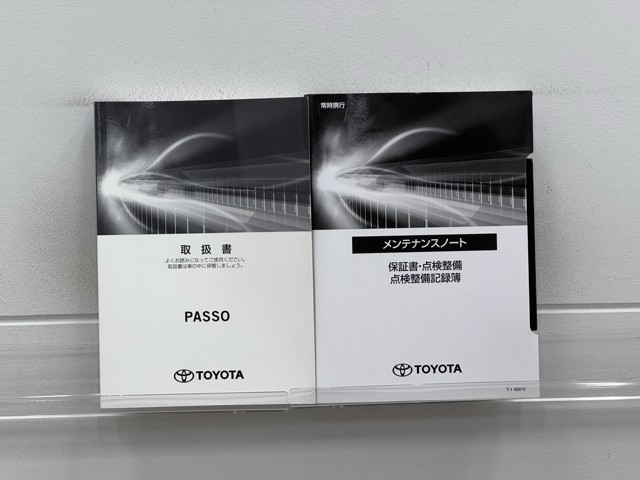 取扱書
よくお読みになってご使用ください。
取扱書は車の中に保管しましょう。
PASSO
TOYOTA
常時携行
メンテナンスノート
保証書・点検整備
点検整備記録簿
TOYOTA